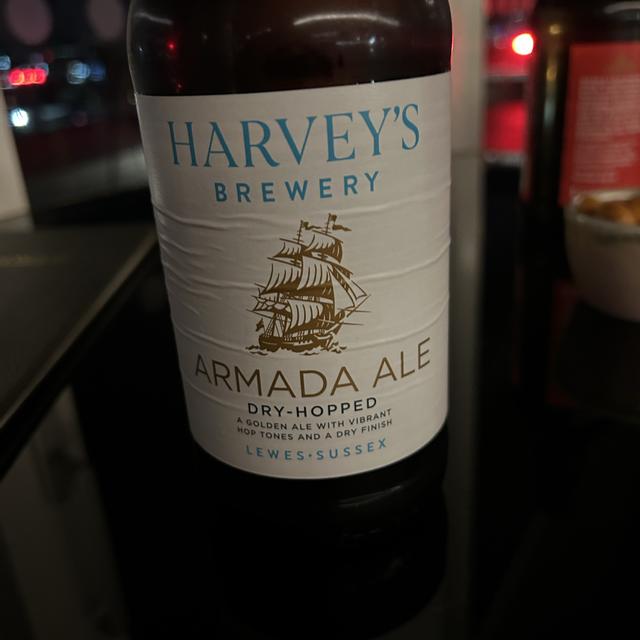 HARVEY'S
BREWERY
ARMADA ALE
DRY-HOPPED
A GOLDEN ALE WITH VIBRANT
HOP TONES AND A DRY FINISH
LEWES•SUSSEX